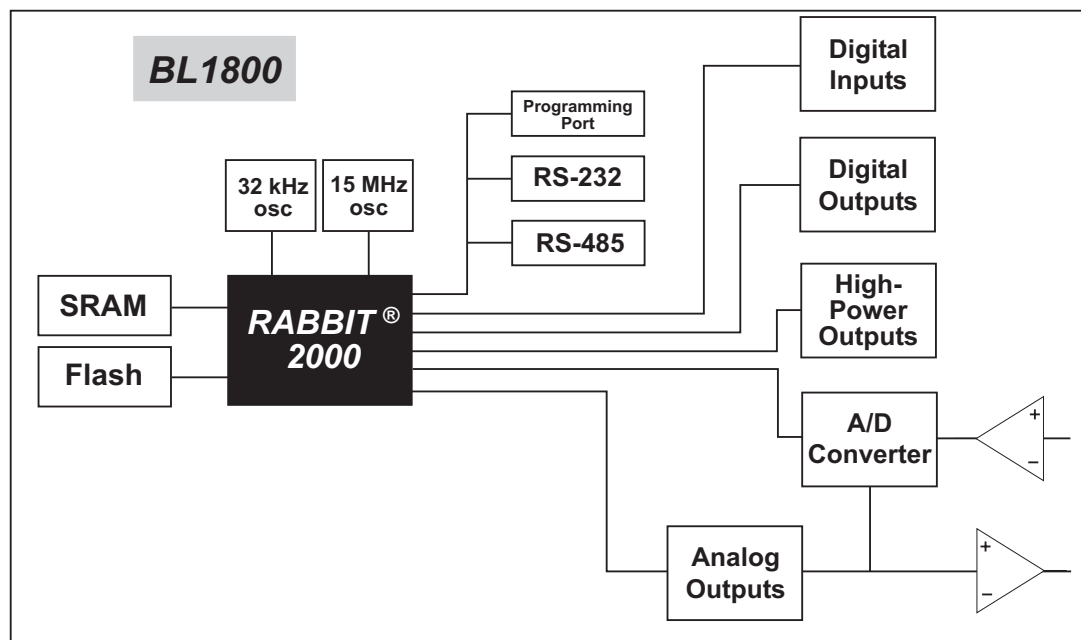 BL1800
Digital
Inputs
Programming
Port
32 kHz
osc
15 MHz
osc
RS-232
Digital
Outputs
RS-485
SRAM
RABBIT ®
2000
High-
Power
Outputs
Flash
A/D
Converter
+
−
Analog
Outputs
+
−